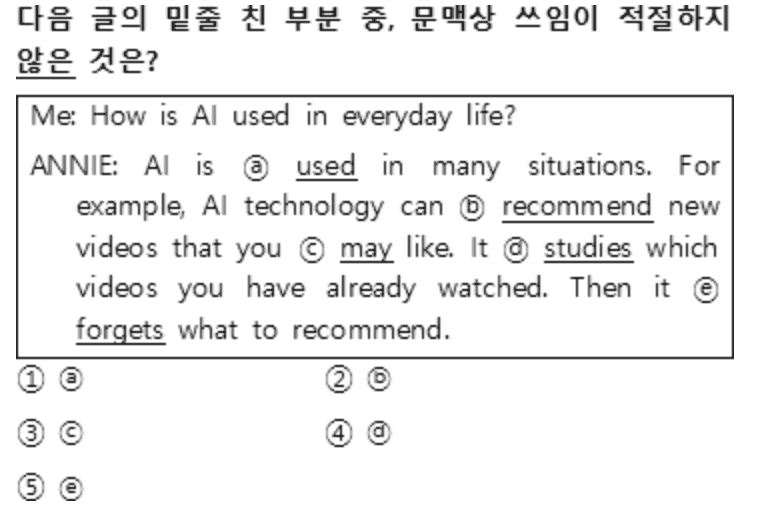 다음 글의 밑줄 친 부분 중, 문맥상 쓰임이 적절하지
않은 것은?
Me: How is AI used in everyday life?
ANNIE: AI is ⓐ used in many situations. For
example, AI technology can ⓑ recommend new
videos that you ⓒ may like. It ⓓ studies which
videos you have already watched. Then it ⓔ
forgets what to recommend.
① ⓐ ② ⓑ
③ ⓒ ④ ⓓ
⑤ ⓔ